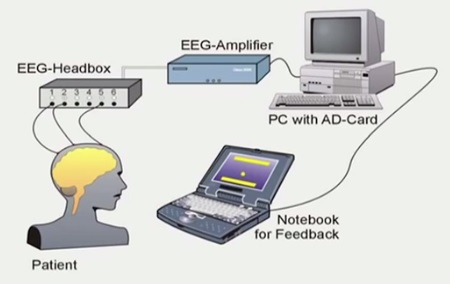 EEG-Amplifier
EEG-Headbox
1 2 3 4 5 6
PC with AD-Card
Notebook
for Feedback
Patient